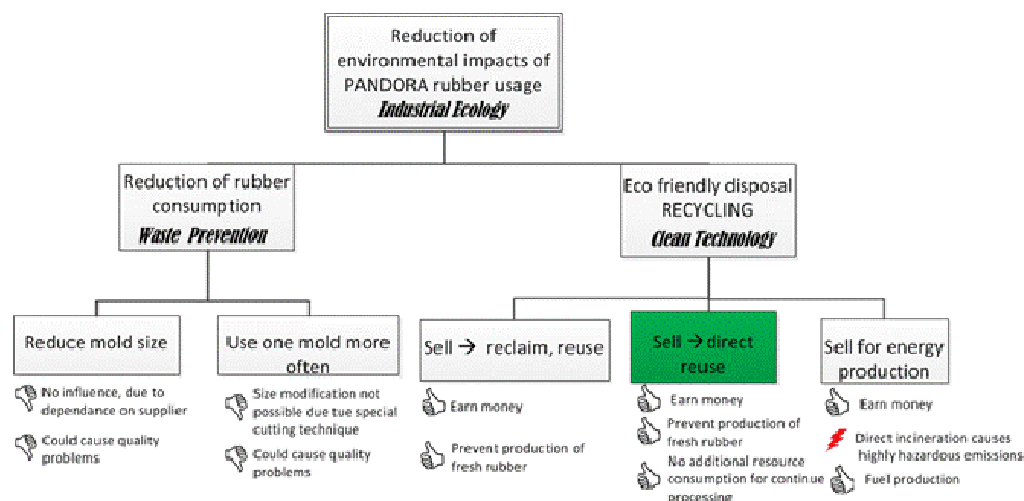 Reduction of
environmental impacts of
PANDORA rubber usage
Industrial Ecology
Reduction of rubber
consumption
Waste Prevention
Eco friendly disposal
RECYCLING
Clean Technology
Reduce mold size
Use one mold more
often
Sell → reclaim, reuse
Sell → direct
reuse
Sell for energy
production
No influence, due to
dependance on supplier
Could cause quality
problems
Size modification not
possible due tue special
cutting technique
Could cause quality
problems
Earn money
Prevent production of
fresh rubber
Earn money
Prevent production of
fresh rubber
No additional resource
consumption for continue
processing
Earn money
Direct incineration causes
highly hazardous emissions
Fuel production